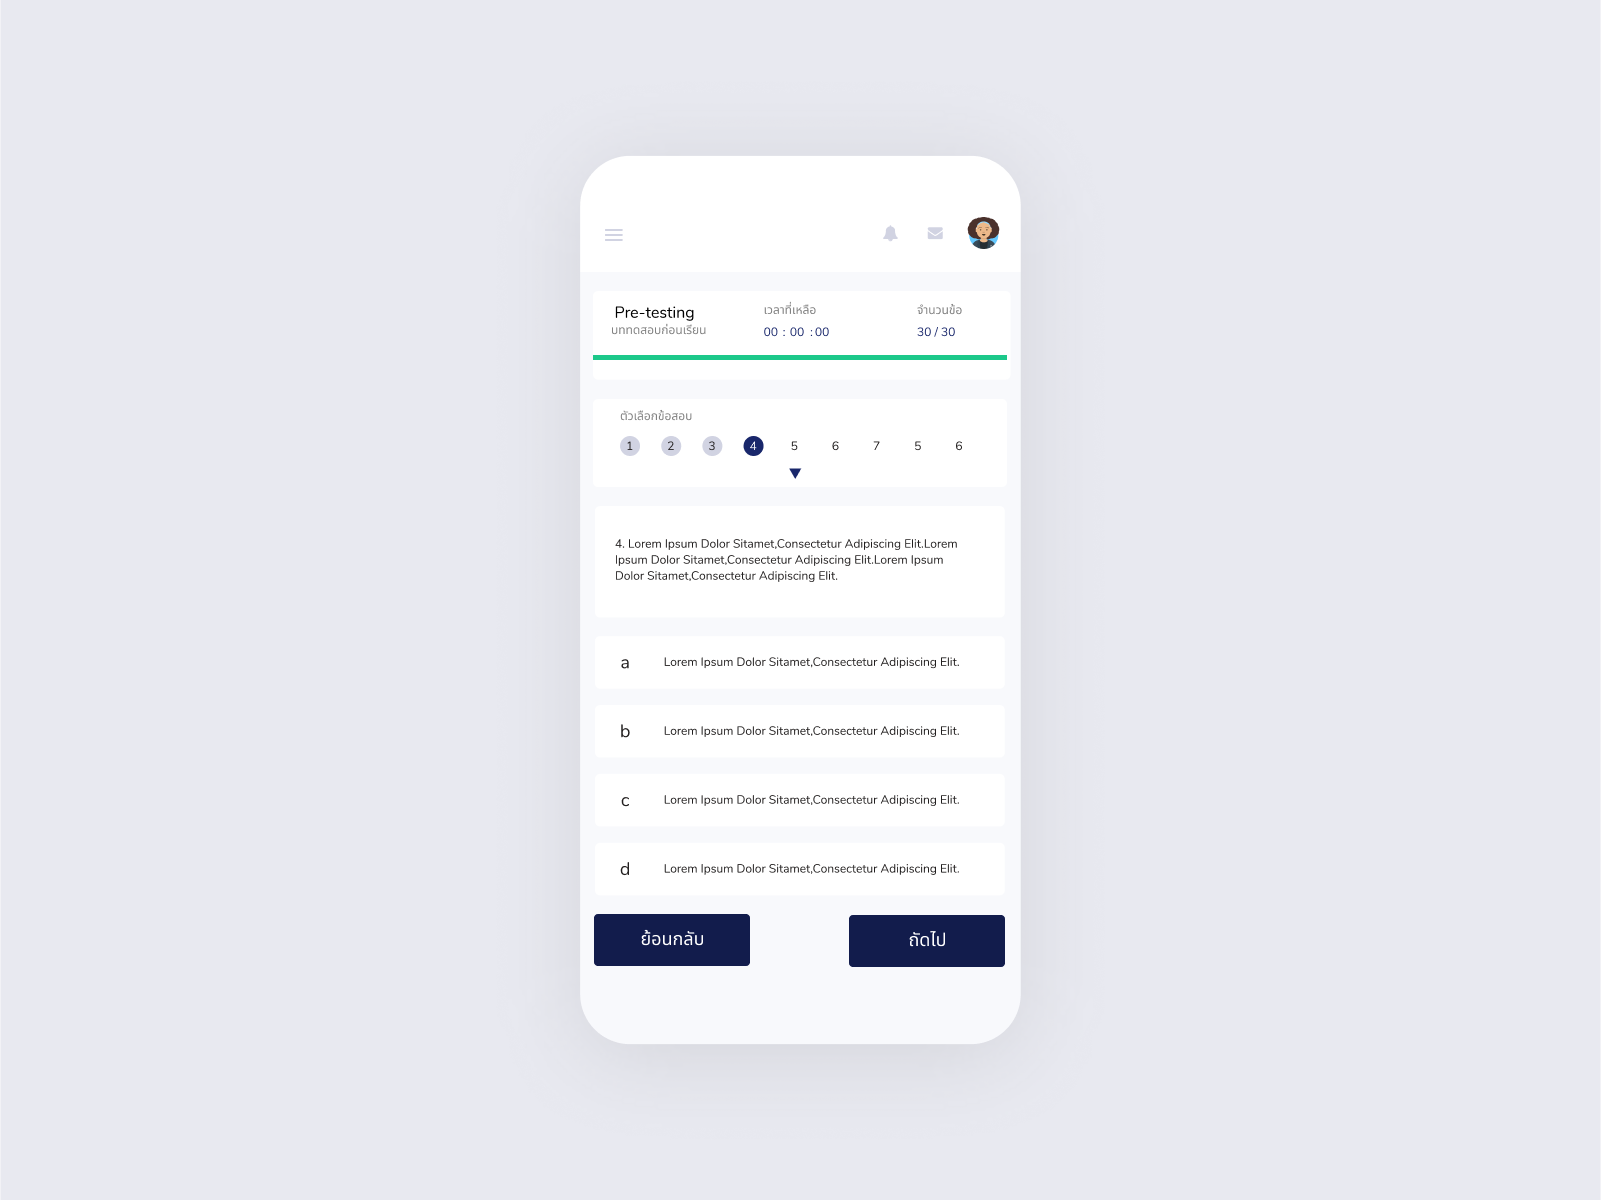 Pre-testing
บททดสอบก่อนเรียน
เวลาที่เหลือ
00 : 00 : 00
จำนวนข้อ
30 / 30
ตัวเลือกข้อสอบ
1 2 3 4 5 6 7 5 6
4. Lorem Ipsum Dolor Sitamet,Consectetur Adipiscing Elit.Lorem
Ipsum Dolor Sitamet,Consectetur Adipiscing Elit.Lorem Ipsum
Dolor Sitamet,Consectetur Adipiscing Elit.
a Lorem Ipsum Dolor Sitamet,Consectetur Adipiscing Elit.
b Lorem Ipsum Dolor Sitamet,Consectetur Adipiscing Elit.
c Lorem Ipsum Dolor Sitamet,Consectetur Adipiscing Elit.
d Lorem Ipsum Dolor Sitamet,Consectetur Adipiscing Elit.
ย้อนกลับ ถัดไป